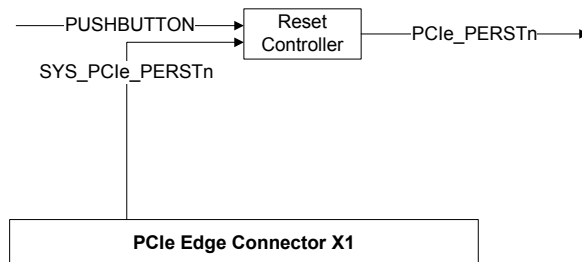 PUSHBUTTON
Reset
Controller
PCIe_PERSTn
SYS_PCIe_PERSTn
PCIe Edge Connector X1